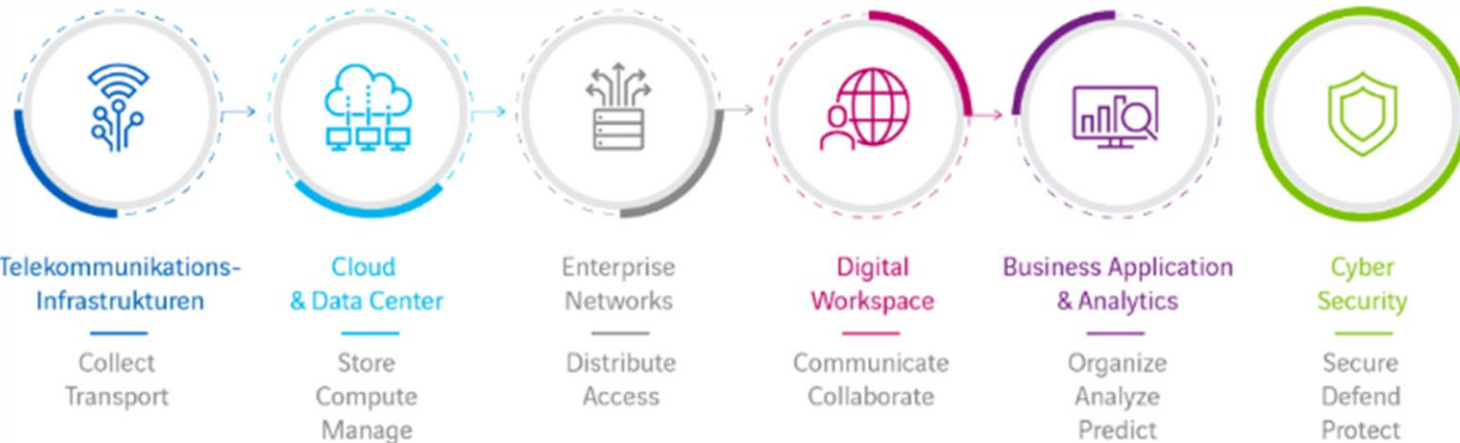 Telekommunikations-
Infrastrukturen
Collect
Transport
Cloud
& Data Center
Store
Compute
Manage
Enterprise
Networks
Distribute
Access
Digital
Workspace
Communicate
Collaborate
Business Application
& Analytics
Organize
Analyze
Predict
Cyber
Security
Secure
Defend
Protect